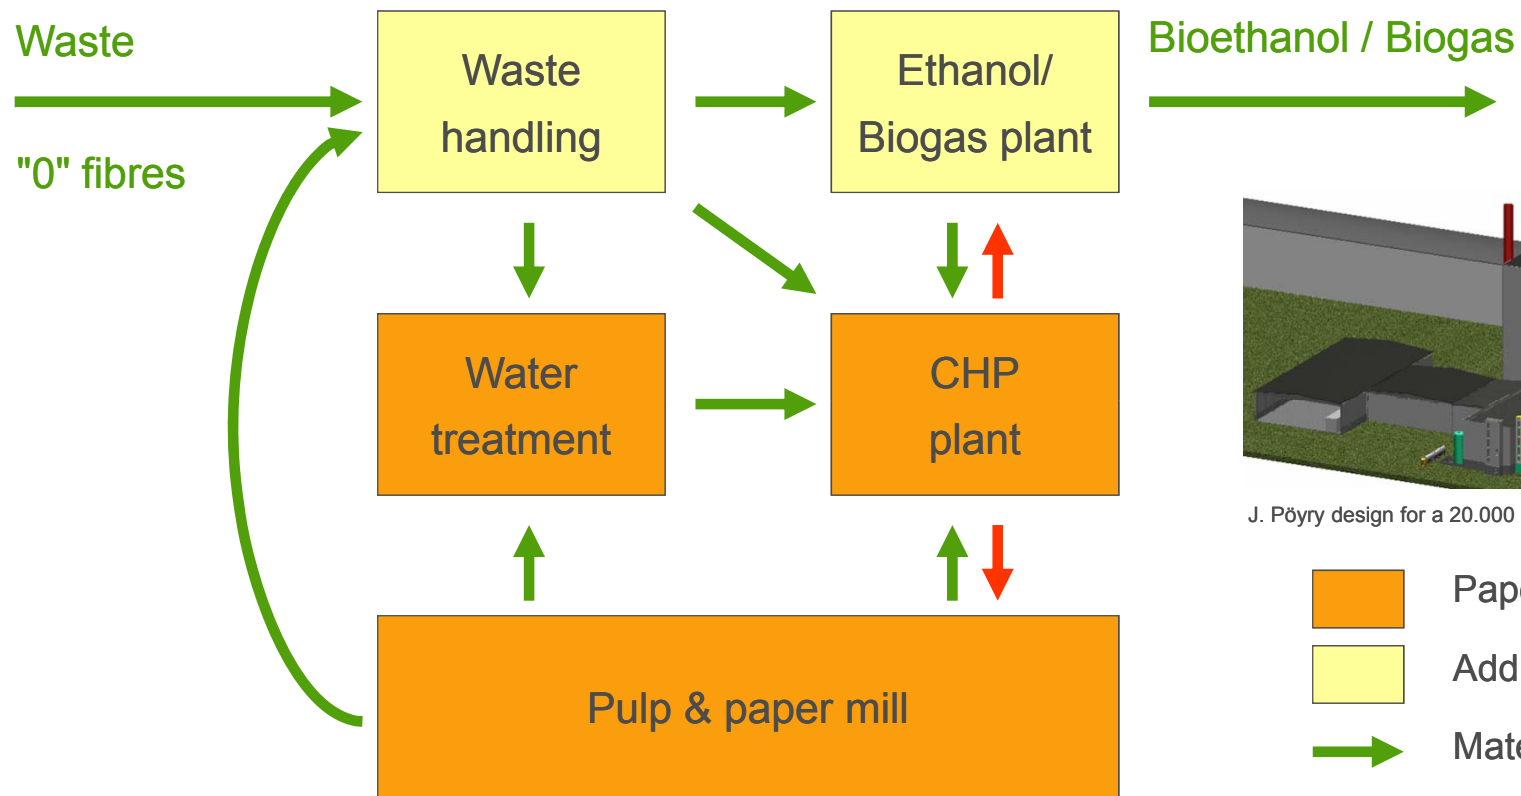 Waste
"0" fibres
Waste
handling
Ethanol/
Biogas plant
Bioethanol / Biogas
Water
treatment
CHP
plant
J. Pöyry design for a 20.000
Pulp & paper mill
Add